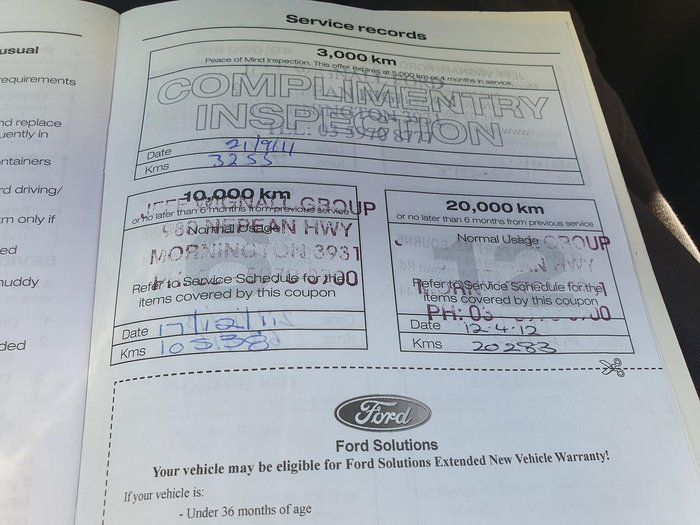 usual
requirements
nd replace
uently in
ntainers
rd driving/
m only if
ed
nuddy
ded
Service records
3,000 km
Peace of Mind Inspection. This offer expires at 5,000 km or 4 months in service.
COMPLIMENTRY
INSPECTION
Date 21/9/11
Kms 3255
10,000 km
or no later than 6 months from previous service
Normal Usage
JEFF WIGNALL GROUP
NEPEAN HWY
MORNINGTON 3931
Refer to Service Schedule for the
items covered by this coupon
Date 17/12/11
Kms 10538
20,000 km
or no later than 6 months from previous service
Normal Usage
GROUP
HWY
PH: 03
Refer to Service Schedule for the
items covered by this coupon
Date 12.4.12
Kms 20283
Ford
Ford Solutions
Your vehicle may be eligible for Ford Solutions Extended New Vehicle Warranty!
If your vehicle is:
- Under 36 months of age